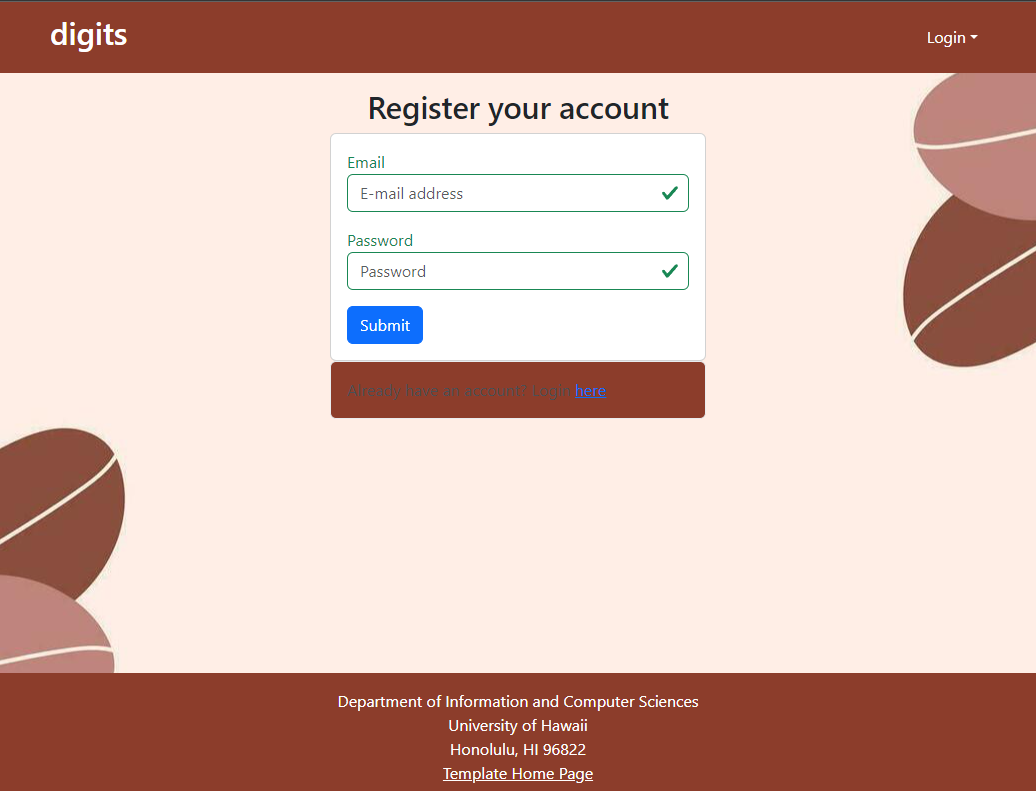 digits
Login
Register your account
Email
E-mail address
Password
Password
Submit
Already have an account? Login here
Department of Information and Computer Sciences
University of Hawaii
Honolulu, HI 96822
Template Home Page